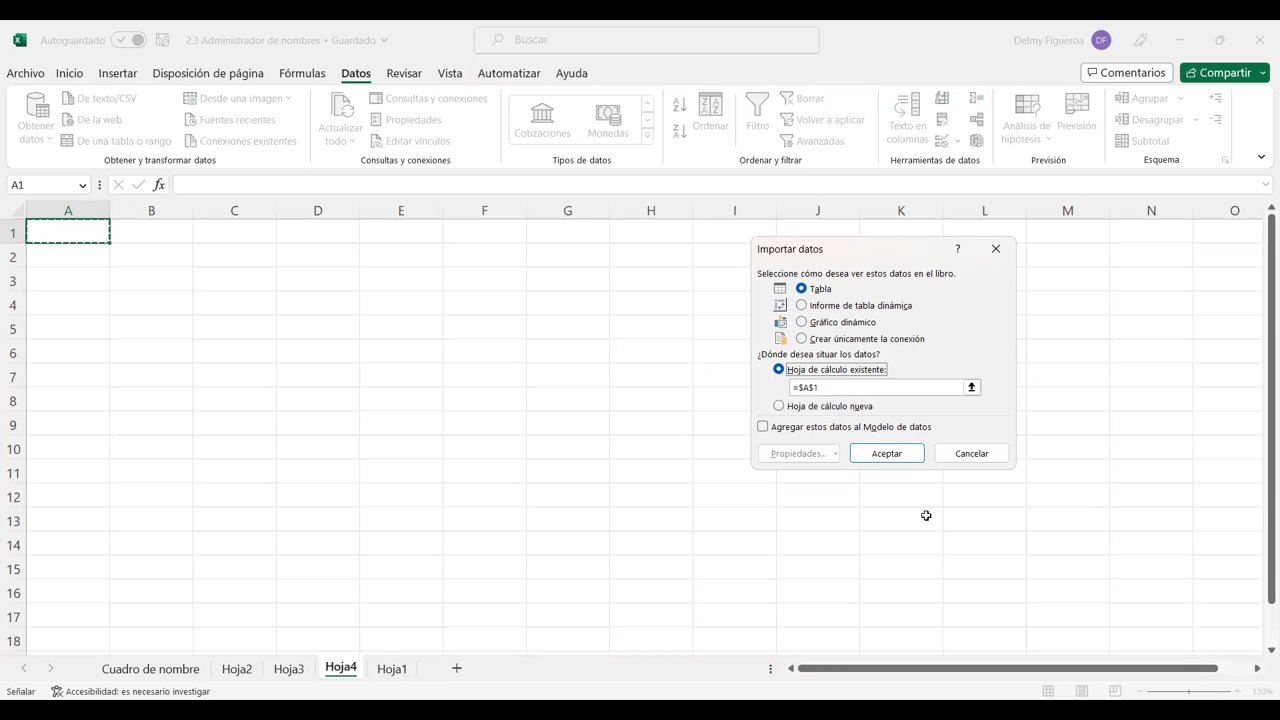 Autoguardado
2.3 Administrador de nombres • Guardado
Buscar
Delmy Figueroa DF
Archivo Inicio Insertar Disposición de página Fórmulas Datos Revisar Vista Automatizar Ayuda
Comentarios Compartir
Obtener datos
De texto/CSV
De la web
De una tabla o rango
Desde una imagen
Fuentes recientes
Conexiones existentes
Obtener y transformar datos
Actualizar todo
Consultas y conexiones
Propiedades
Editar vínculos
Consultas y conexiones
Cotizaciones Monedas
Tipos de datos
Ordenar
Filtro
Borrar
Volver a aplicar
Avanzadas
Ordenar y filtrar
Texto en columnas
Herramientas de datos
Análisis de hipótesis
Previsión
Previsión
Agrupar
Desagrupar
Subtotal
Esquema
A1 fx
A B C D E F G H I J K L M N O
1
2
3
4
5
6
7
8
9
10
11
12
13
14
15
16
17
18
Importar datos ?
Seleccione cómo desea ver estos datos en el libro.
Tabla
Informe de tabla dinámica
Gráfico dinámico
Crear únicamente la conexión
¿Dónde desea situar los datos?
Hoja de cálculo existente:
=$A$1
Hoja de cálculo nueva
Agregar estos datos al Modelo de datos
Propiedades... Aceptar Cancelar
Cuadro de nombre Hoja2 Hoja3 Hoja4 Hoja1
Señalar Accesibilidad: es necesario investigar 120%